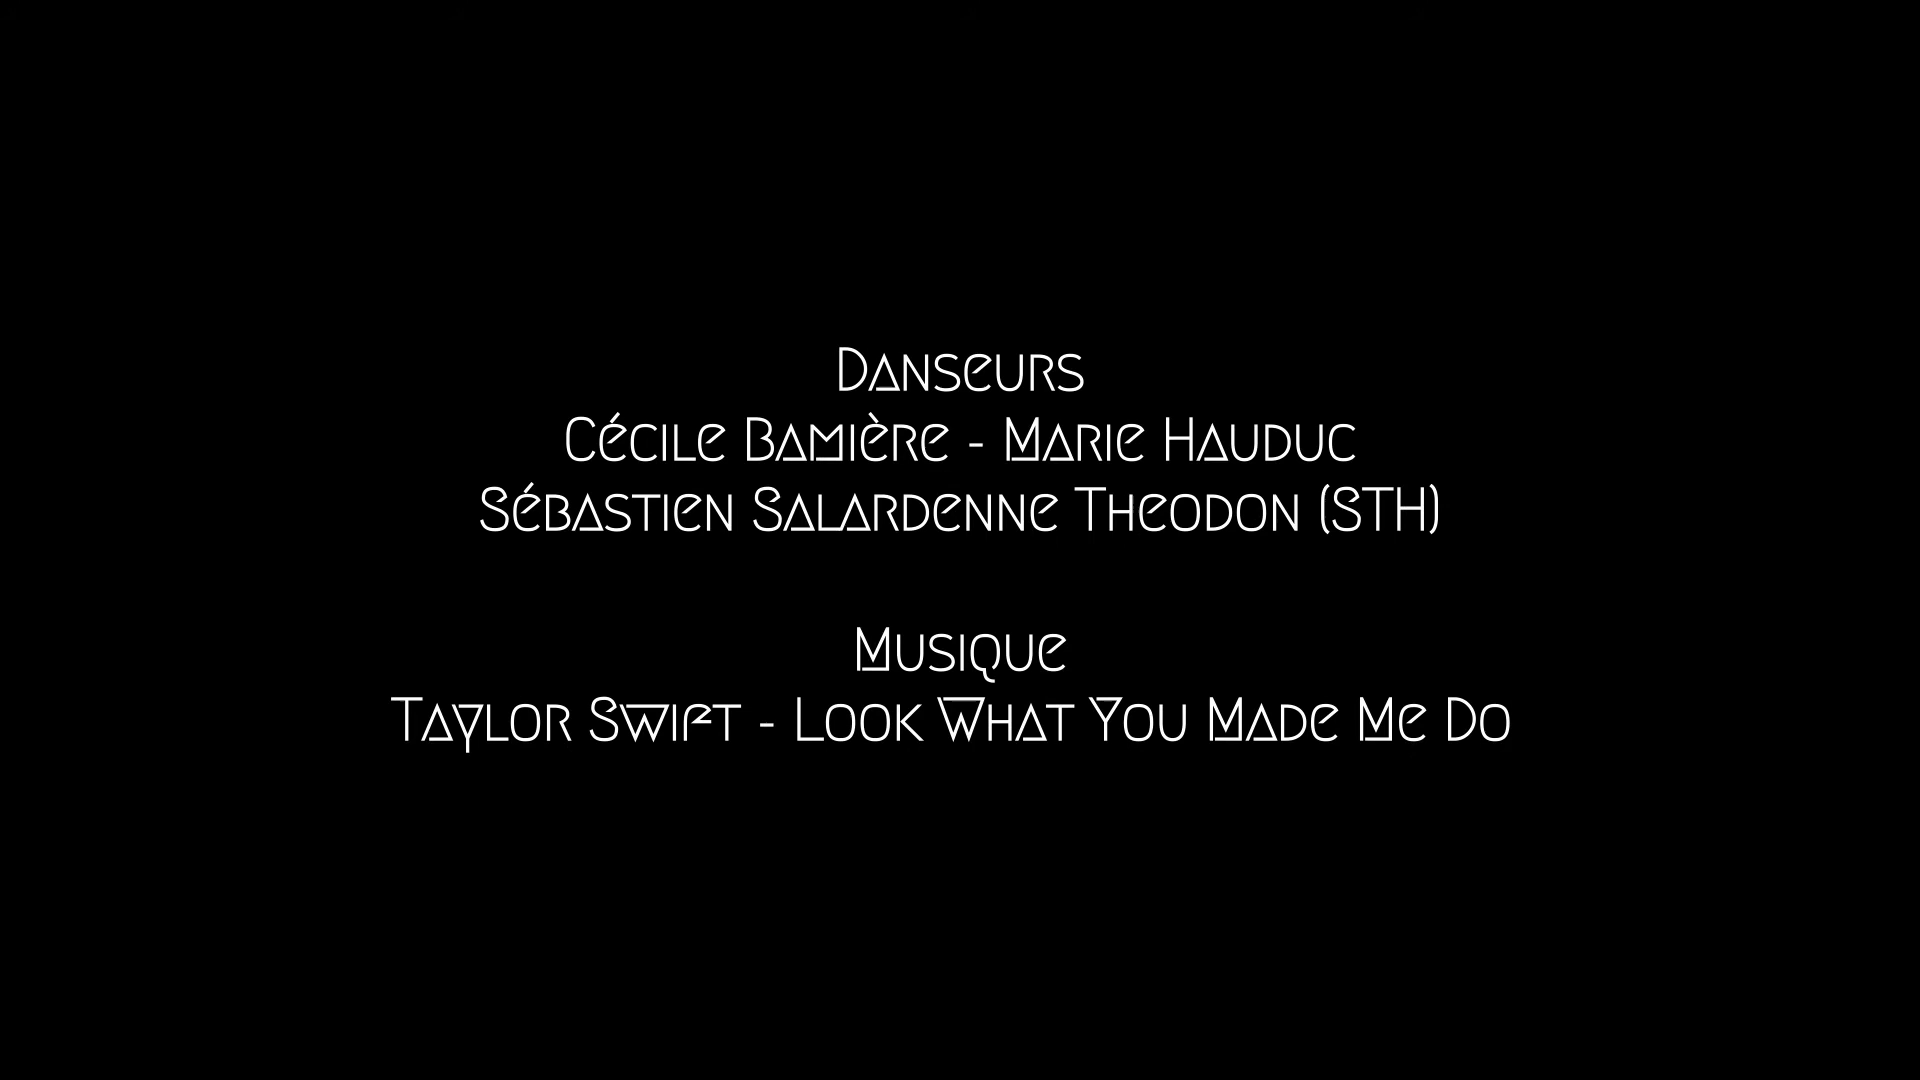 Danseurs
Cécile Bamière - Marie Hauduc
Sébastien Salardenne Theodon (STH)
Musique
Taylor Swift - Look What You Made Me Do